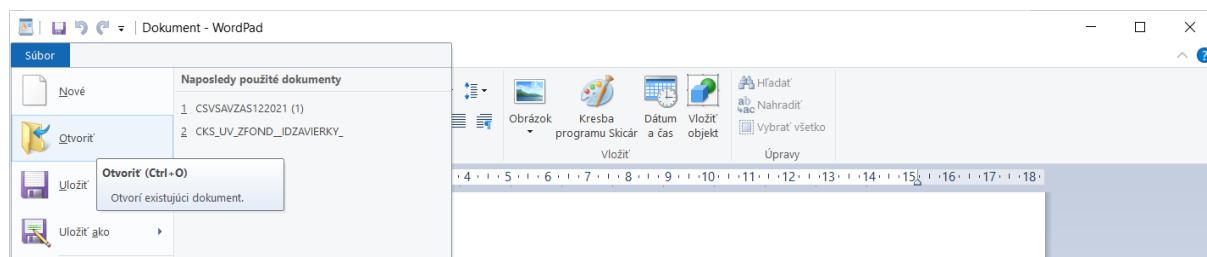 Dokument - WordPad
Súbor
Nové
Otvoriť
Uložiť
Uložiť ako
Naposledy použité dokumenty
1 CSVSAVZAS122021 (1)
2 CKS_UV_ZFOND__IDZAVIERKY_
Otvoriť (Ctrl+O)
Otvorí existujúci dokument.
Obrázok
Kresba
programu Skicár
Dátum
a čas
Vložiť
objekt
Vložiť
Hľadať
Nahradiť
Vybrať všetko
Úpravy
4 5 6 7 8 9 10 11 12 13 14 15 16 17 18